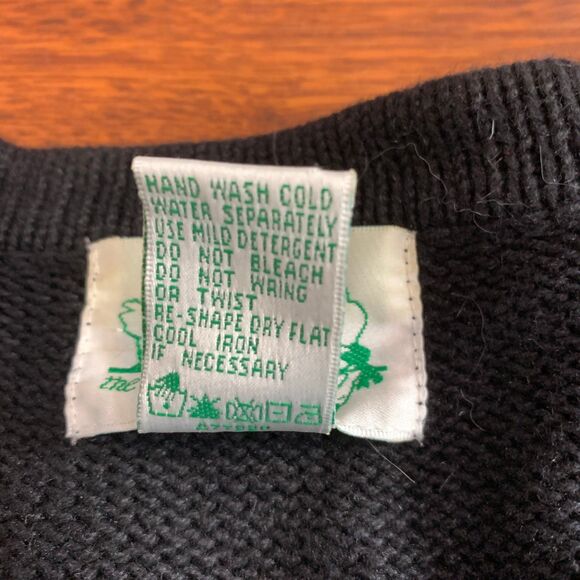 HAND WASH COLD
WATER SEPARATELY
USE MILD DETERGENT
DO NOT BLEACH
DO NOT WRING
OR TWIST
RE-SHAPE DRY FLAT
COOL IRON
IF NECESSARY